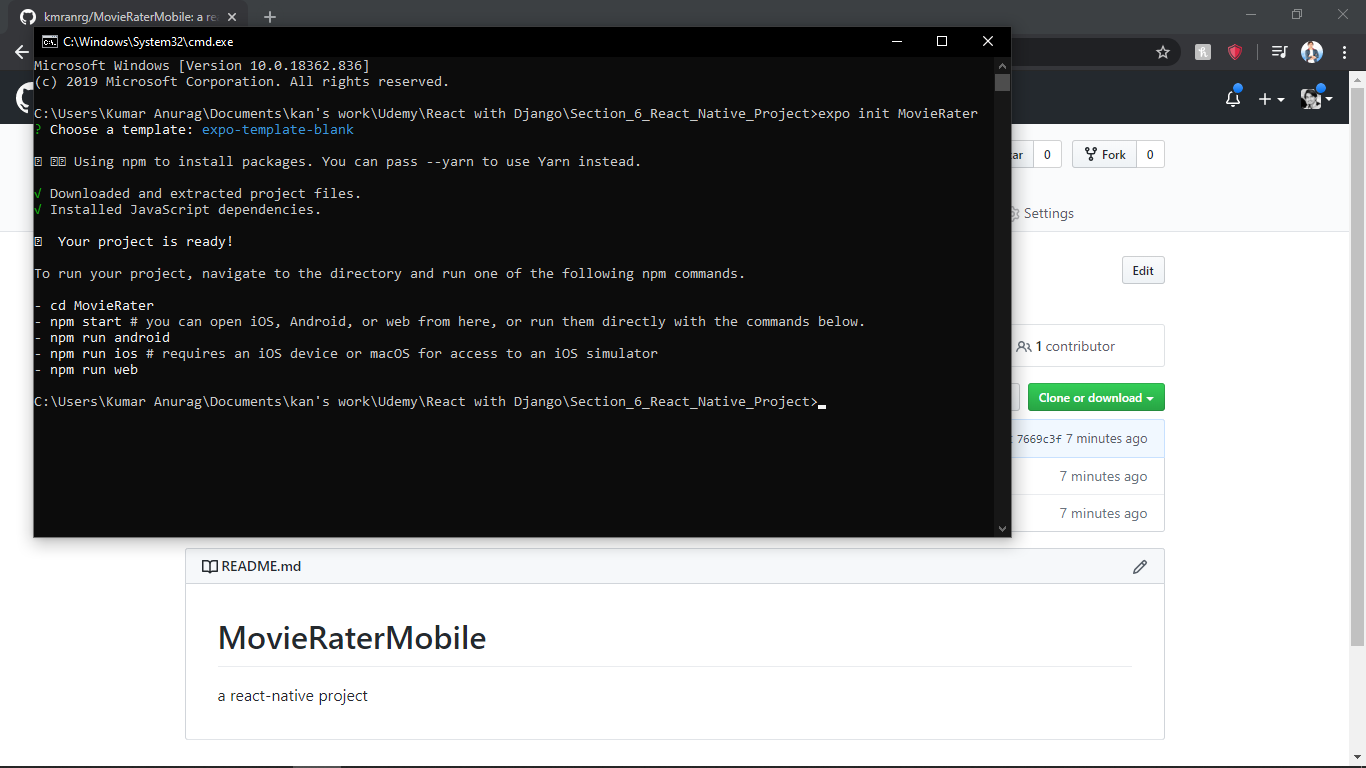 kmranrg/MovieRaterMobile: a re
C:\Windows\System32\cmd.exe
Microsoft Windows [Version 10.0.18362.836]
(c) 2019 Microsoft Corporation. All rights reserved.
C:\Users\Kumar Anurag\Documents\kan's work\Udemy\React with Django\Section_6_React_Native_Project>expo init MovieRater
? Choose a template: expo-template-blank
Using npm to install packages. You can pass --yarn to use Yarn instead.
√ Downloaded and extracted project files.
√ Installed JavaScript dependencies.
Your project is ready!
To run your project, navigate to the directory and run one of the following npm commands.
- cd MovieRater
- npm start # you can open iOS, Android, or web from here, or run them directly with the commands below.
- npm run android
- npm run ios # requires an iOS device or macOS for access to an iOS simulator
- npm run web
C:\Users\Kumar Anurag\Documents\kan's work\Udemy\React with Django\Section_6_React_Native_Project>
tar 0 Fork 0
Settings
Edit
1 contributor
Clone or download
7669c3f 7 minutes ago
7 minutes ago
7 minutes ago
README.md
MovieRaterMobile
a react-native project